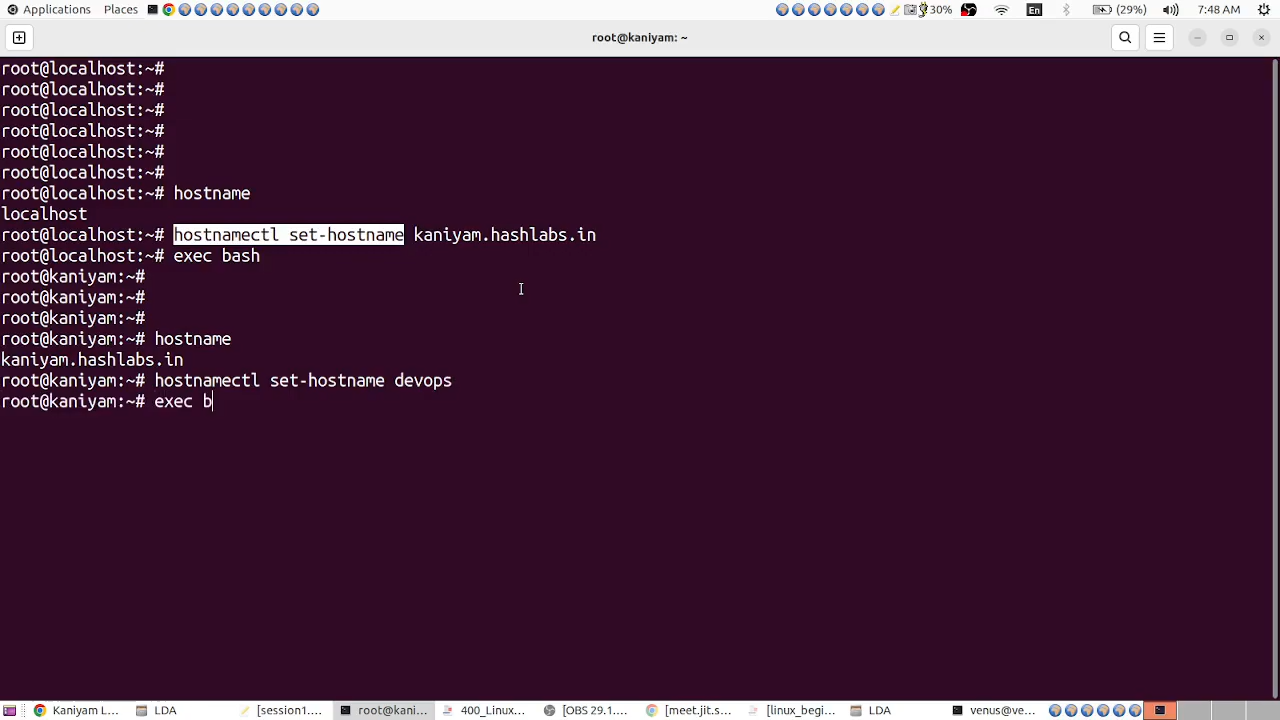 Applications Places 30% En (29%) 7:48 AM
root@kaniyam: ~
root@localhost:~#
root@localhost:~#
root@localhost:~#
root@localhost:~#
root@localhost:~#
root@localhost:~#
root@localhost:~# hostname
localhost
root@localhost:~# hostnamectl set-hostname kaniyam.hashlabs.in
root@localhost:~# exec bash
root@kaniyam:~#
root@kaniyam:~#
root@kaniyam:~#
root@kaniyam:~# hostname
kaniyam.hashlabs.in
root@kaniyam:~# hostnamectl set-hostname devops
root@kaniyam:~# exec b
Kaniyam L... LDA [session1.... root@kani... 400_Linux... [OBS 29.1.... [meet.jit.s... [linux_begi... LDA venus@ve...